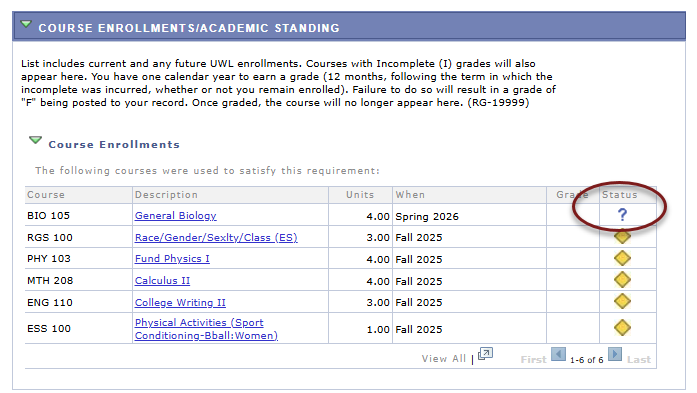 COURSE ENROLLMENTS/ACADEMIC STANDING
List includes current and any future UWL enrollments. Courses with Incomplete (I) grades will also
appear here. You have one calendar year to earn a grade (12 months, following the term in which the
incomplete was incurred, whether or not you remain enrolled). Failure to do so will result in a grade of
"F" being posted to your record. Once graded, the course will no longer appear here. (RG-19999)
Course Enrollments
The following courses were used to satisfy this requirement:
Course Description Units When Grade Status
BIO 105 General Biology 4.00 Spring 2026 ?
RGS 100 Race/Gender/Sexlty/Class (ES) 3.00 Fall 2025
PHY 103 Fund Physics I 4.00 Fall 2025
MTH 208 Calculus II 4.00 Fall 2025
ENG 110 College Writing II 3.00 Fall 2025
ESS 100 Physical Activities (Sport 1.00 Fall 2025
Conditioning-Bball:Women)
View All | First 1-6 of 6 Last